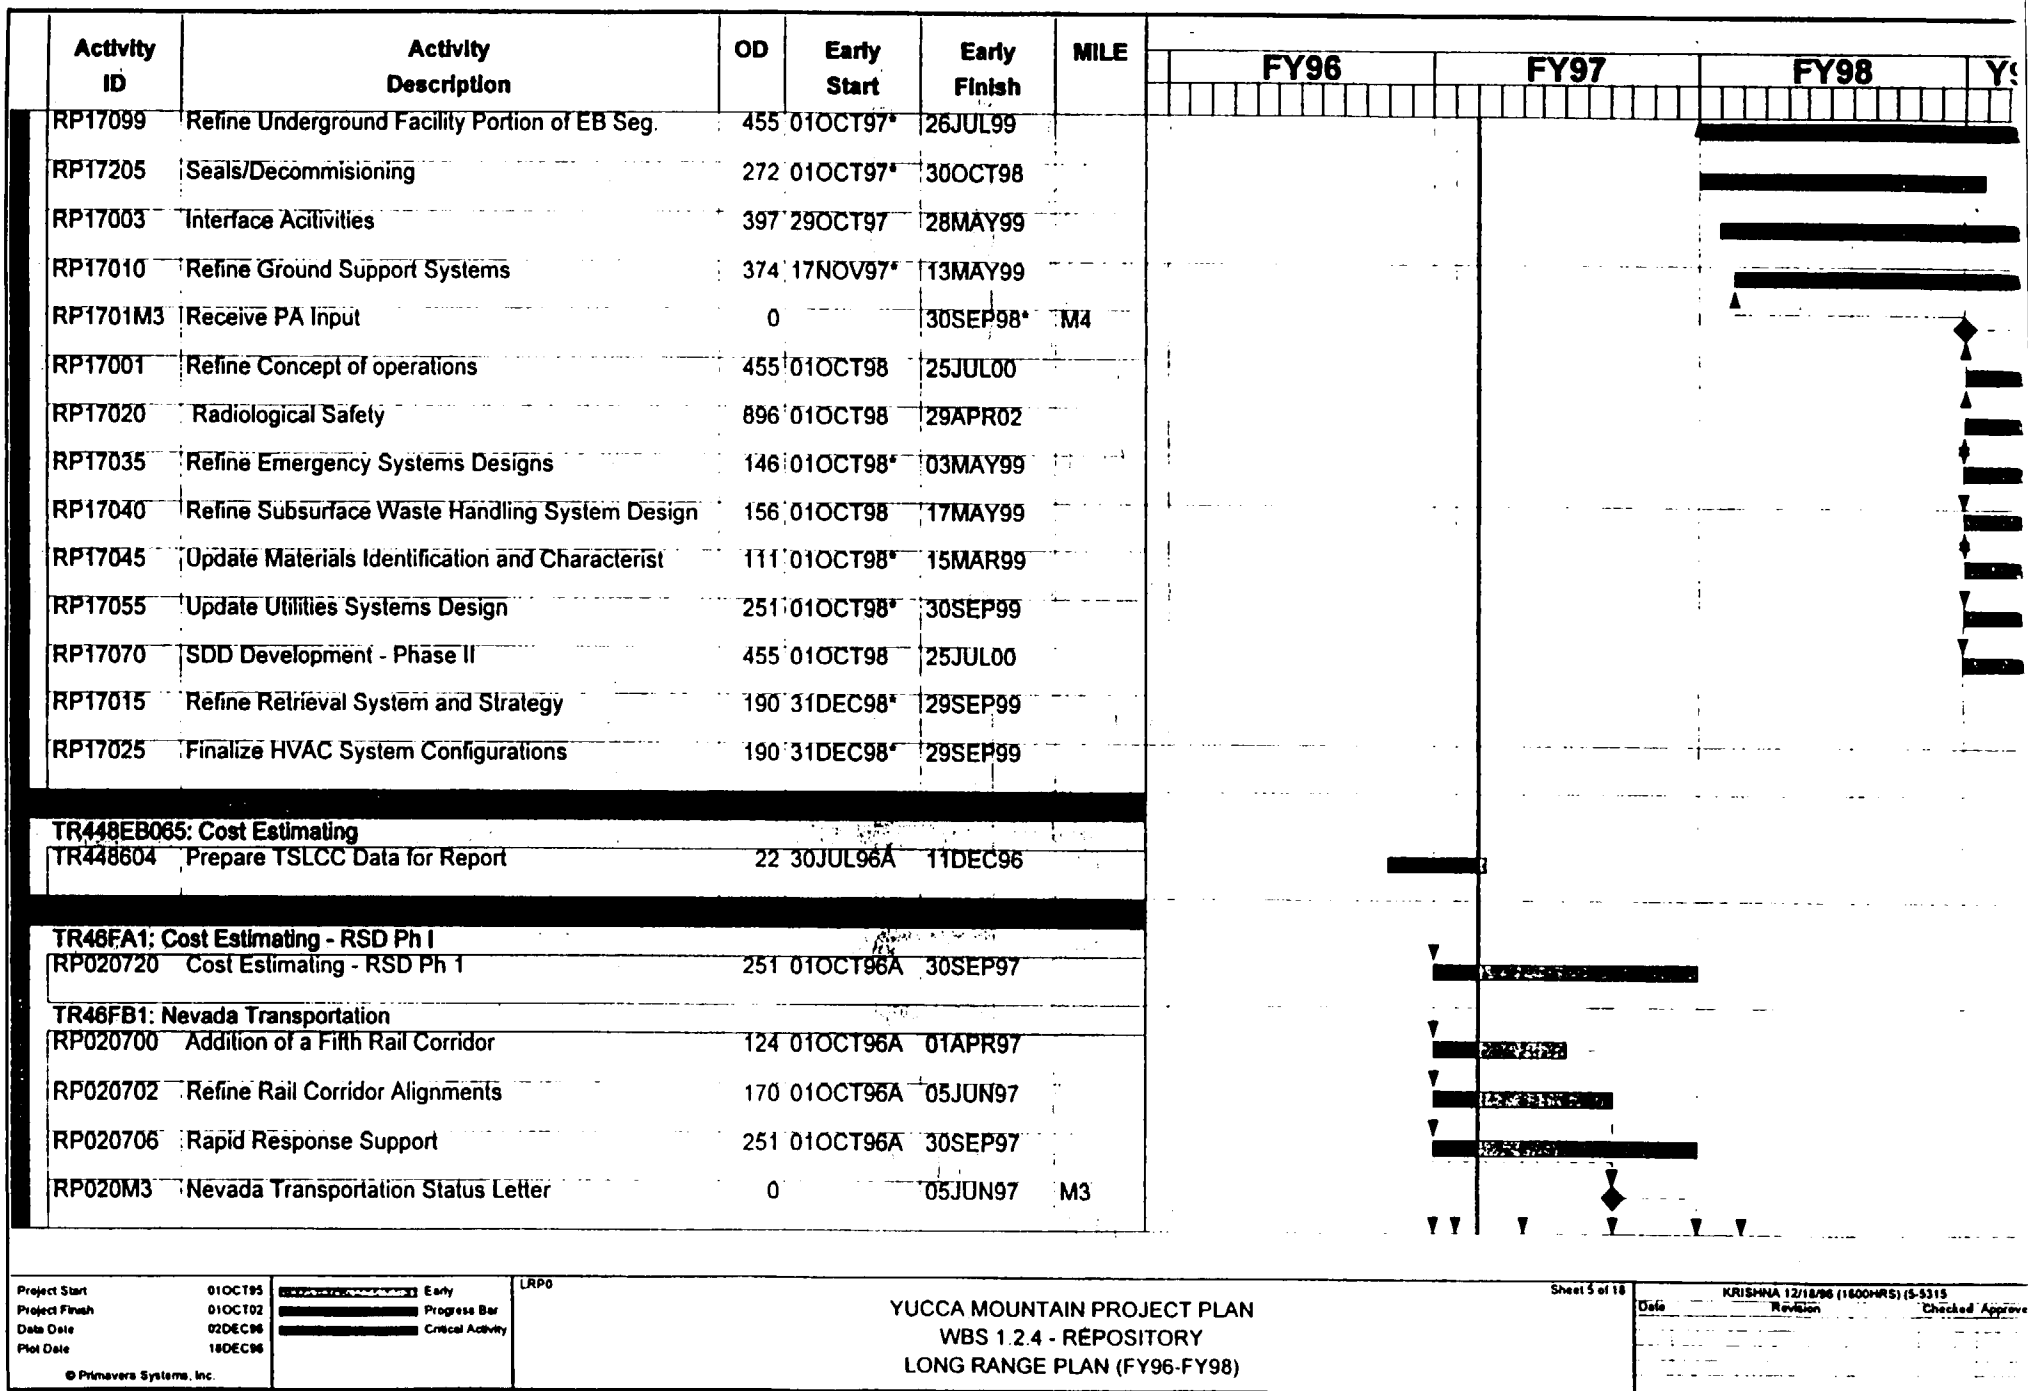 Activity ID Activity Description OD Early Start Early Finish MILE
FY96 FY97 FY98
RP17099 Refine Underground Facility Portion of EB Seg. 455 01OCT97* 26JUL99
RP17205 Seals/Decommisioning 272 01OCT97* 30OCT98
RP17003 Interface Acitivities 397 29OCT97 28MAY99
RP17010 Refine Ground Support Systems 374 17NOV97* 13MAY99
RP1701M3 Receive PA Input 0 30SEP98* M4
RP17001 Refine Concept of operations 455 01OCT98 25JUL00
RP17020 Radiological Safety 896 01OCT98 29APR02
RP17035 Refine Emergency Systems Designs 146 01OCT98* 03MAY99
RP17040 Refine Subsurface Waste Handling System Design 156 01OCT98 17MAY99
RP17045 Update Materials Identification and Characterist 111 01OCT98* 15MAR99
RP17055 Update Utilities Systems Design 251 01OCT98* 30SEP99
RP17070 SDD Development - Phase II 455 01OCT98 25JUL00
RP17015 Refine Retrieval System and Strategy 190 31DEC98* 29SEP99
RP17025 Finalize HVAC System Configurations 190 31DEC98* 29SEP99
TR448EB065: Cost Estimating
TR448604 Prepare TSLCC Data for Report 22 30JUL96A 11DEC96
TR46FA1: Cost Estimating - RSD Ph I
RP020720 Cost Estimating - RSD Ph 1 251 01OCT96A 30SEP97
TR46FB1: Nevada Transportation
RP020700 Addition of a Fifth Rail Corridor 124 01OCT96A 01APR97
RP020702 Refine Rail Corridor Alignments 170 01OCT96A 05JUN97
RP020706 Rapid Response Support 251 01OCT96A 30SEP97
RP020M3 Nevada Transportation Status Letter 0 05JUN97 M3
Project Start 01OCT95
Project Finish 01OCT02
Data Date 02DEC96
Plot Date 18DEC96
© Primavera Systems, Inc.
Early
Progress Bar
Critical Activity
LRP0
YUCCA MOUNTAIN PROJECT PLAN
WBS 1.2.4 - REPOSITORY
LONG RANGE PLAN (FY96-FY98)
Sheet 5 of 18
KRISHNA 12/18/96 (1600HRS) (5-5315
Date Revision Checked Approve